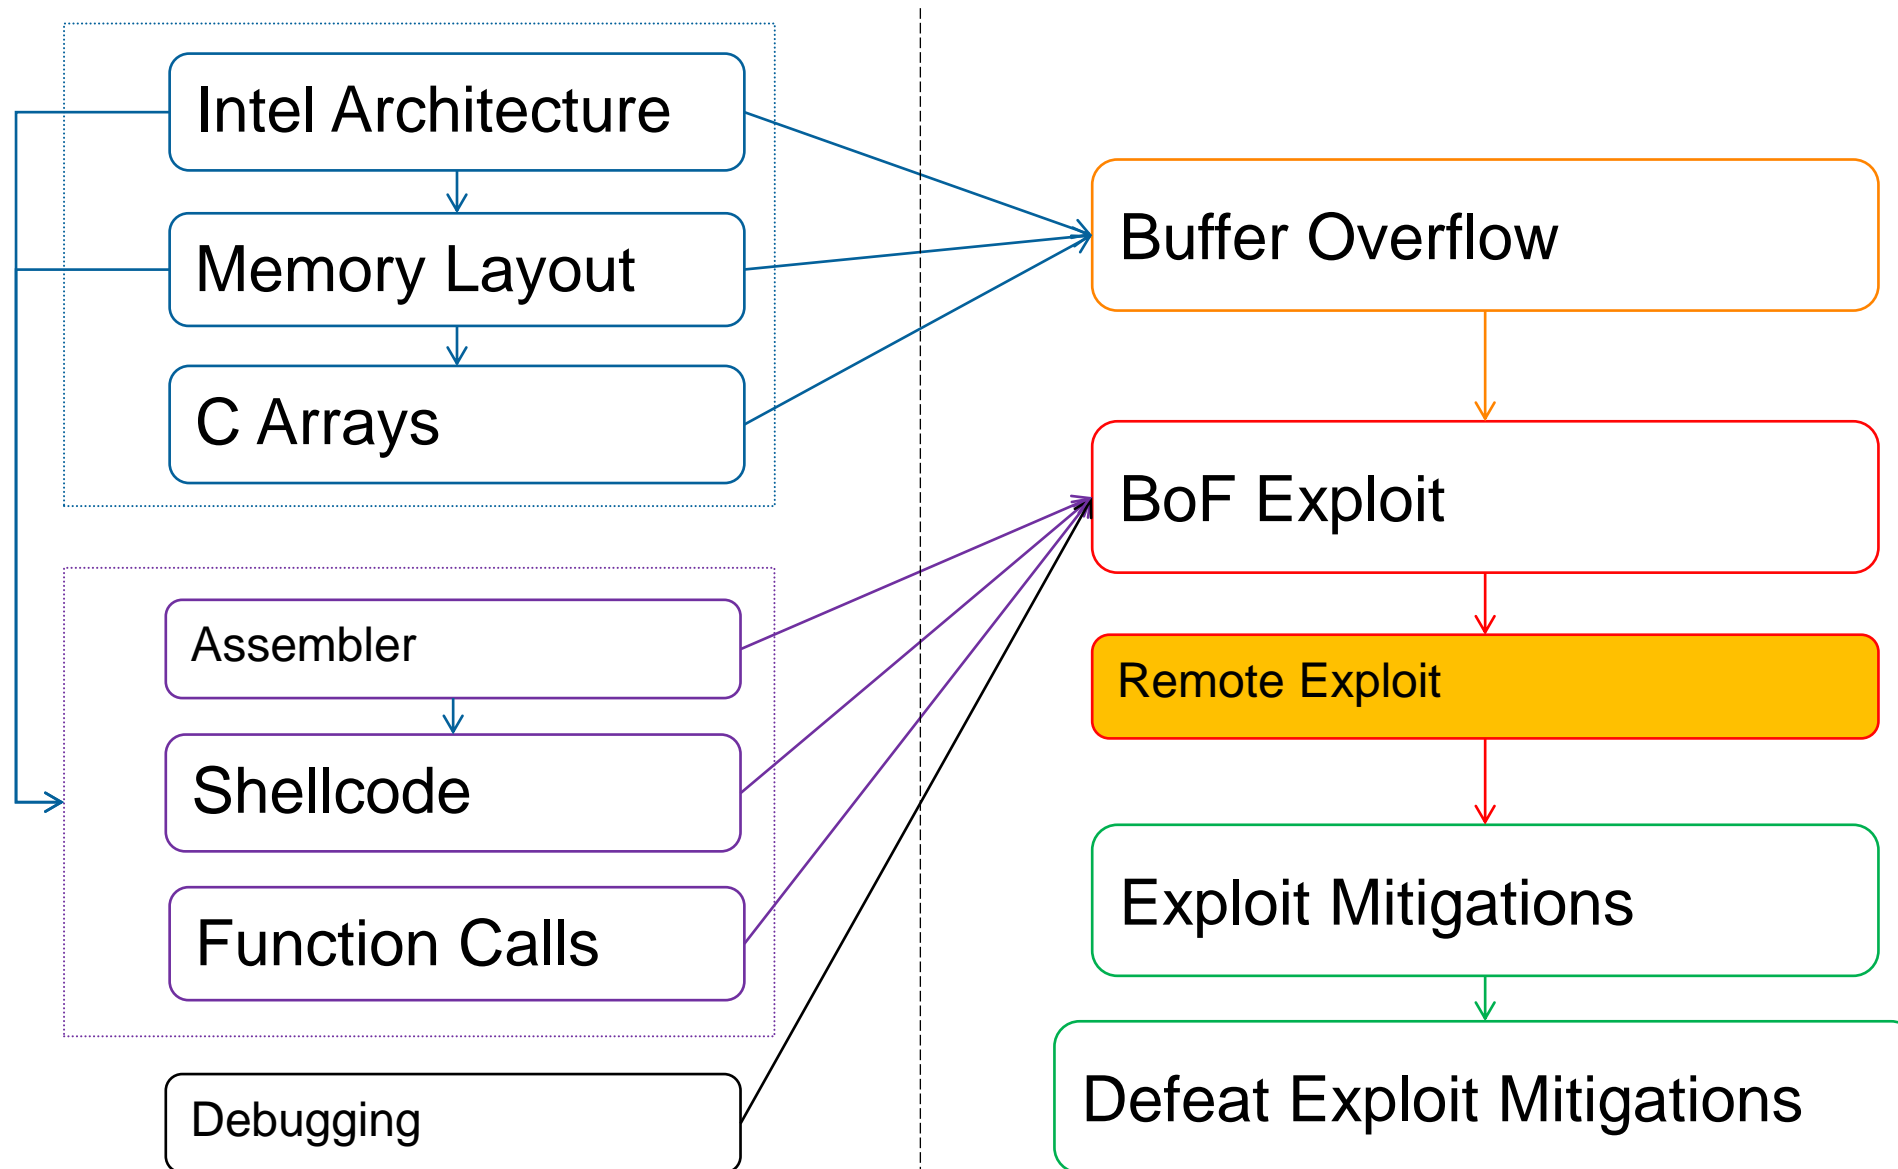 Intel Architecture
Memory Layout
C Arrays
Assembler
Shellcode
Function Calls
Debugging
Buffer Overflow
BoF Exploit
Remote Exploit
Exploit Mitigations
Defeat Exploit Mitigations